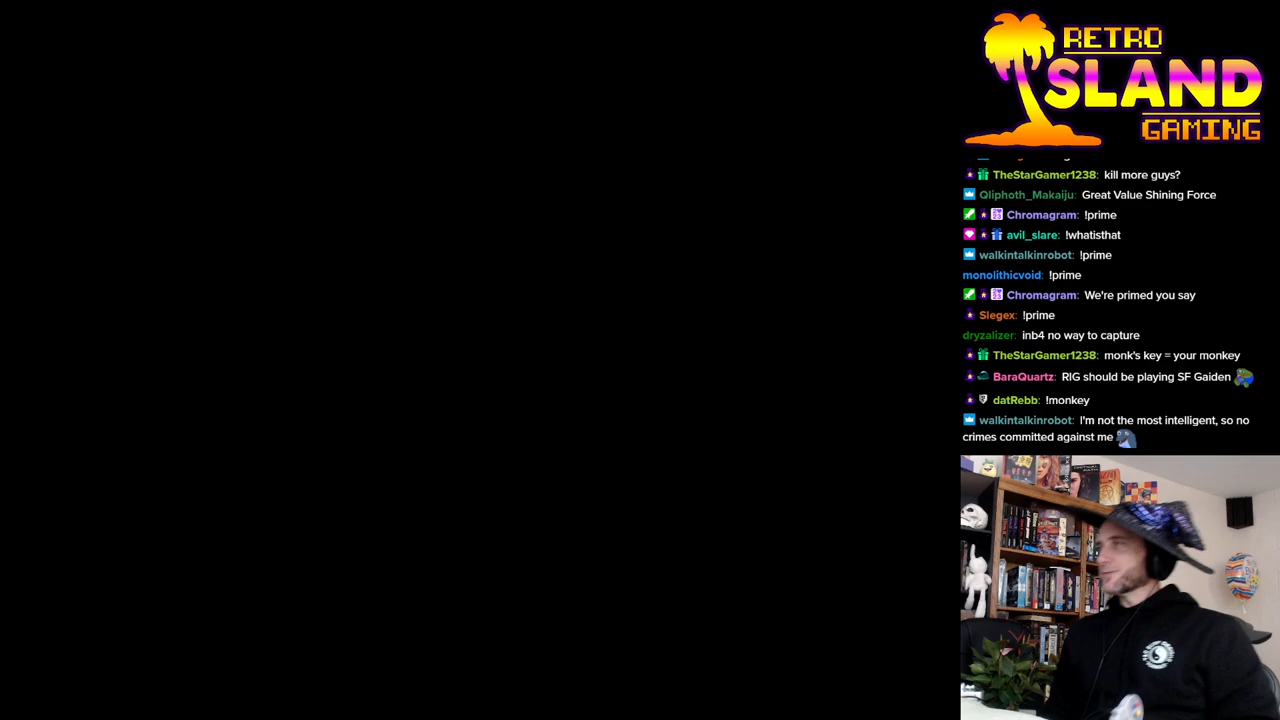 RETRO
ISLAND
GAMING
TheStarGamer1238: kill more guys?
Qliphoth_Makaiju: Great Value Shining Force
Chromagram: !prime
avil_slare: !whatisthat
walkintalkinrobot: !prime
monolithicvoid: !prime
Chromagram: We're primed you say
Slegex: !prime
dryzalizer: inb4 no way to capture
TheStarGamer1238: monk's key = your monkey
BaraQuartz: RIG should be playing SF Gaiden
datRebb: !monkey
walkintalkinrobot: I'm not the most intelligent, so no
crimes committed against me